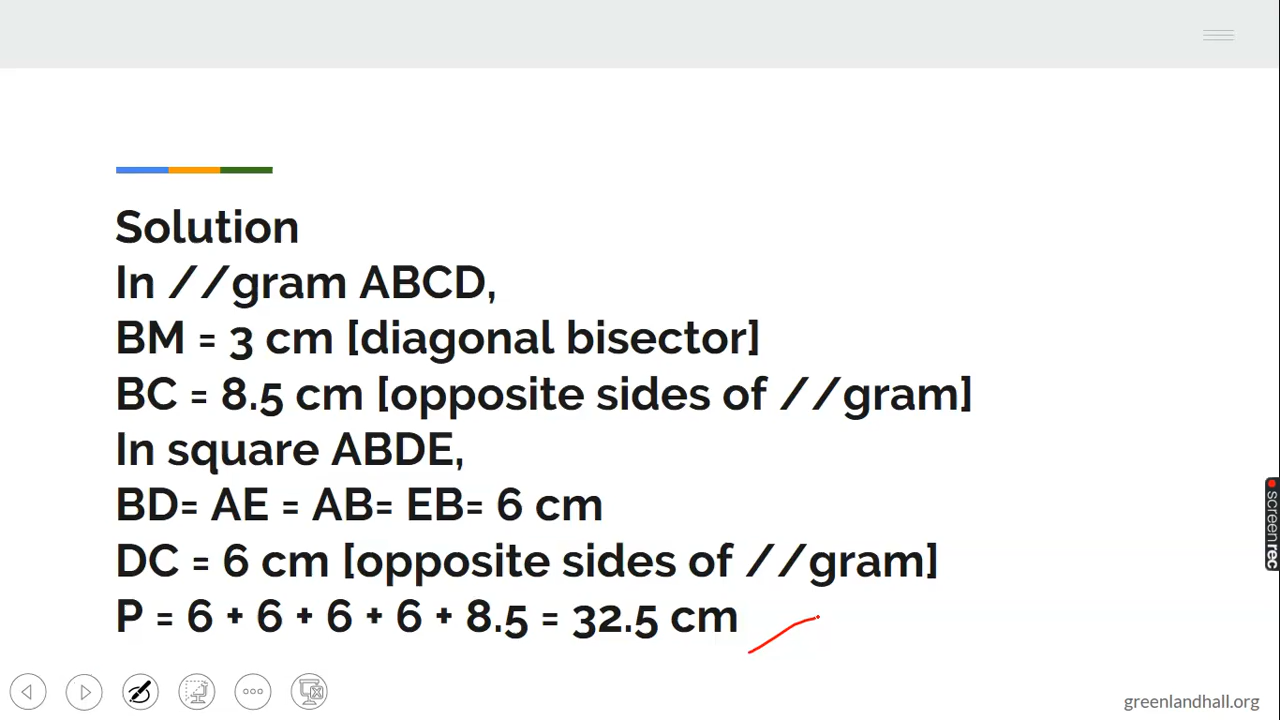 Solution
In //gram ABCD,
BM = 3 cm [diagonal bisector]
BC = 8.5 cm [opposite sides of //gram]
In square ABDE,
BD= AE = AB= EB= 6 cm
DC = 6 cm [opposite sides of //gram]
P = 6 + 6 + 6 + 6 + 8.5 = 32.5 cm
screenrec
greenlandhall.org